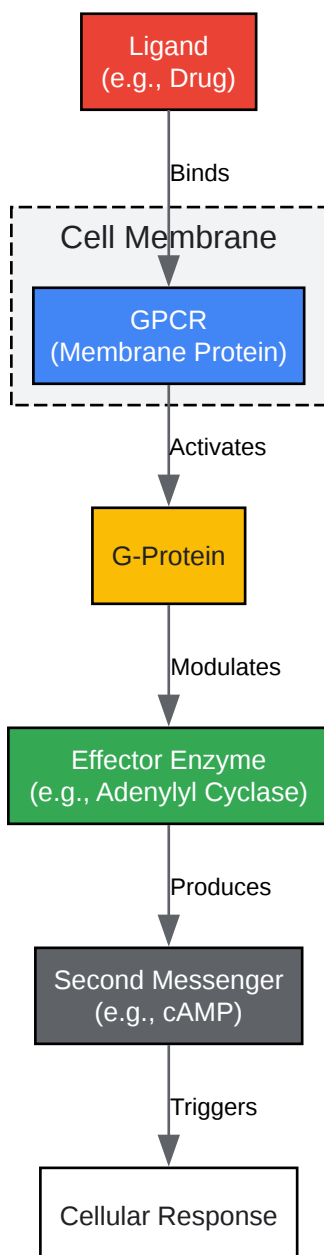 Ligand
(e.g., Drug)
Binds
Cell Membrane
GPCR
(Membrane Protein)
Activates
G-Protein
Modulates
Effector Enzyme
(e.g., Adenylyl Cyclase)
Produces
Second Messenger
(e.g., cAMP)
Triggers
Cellular Response